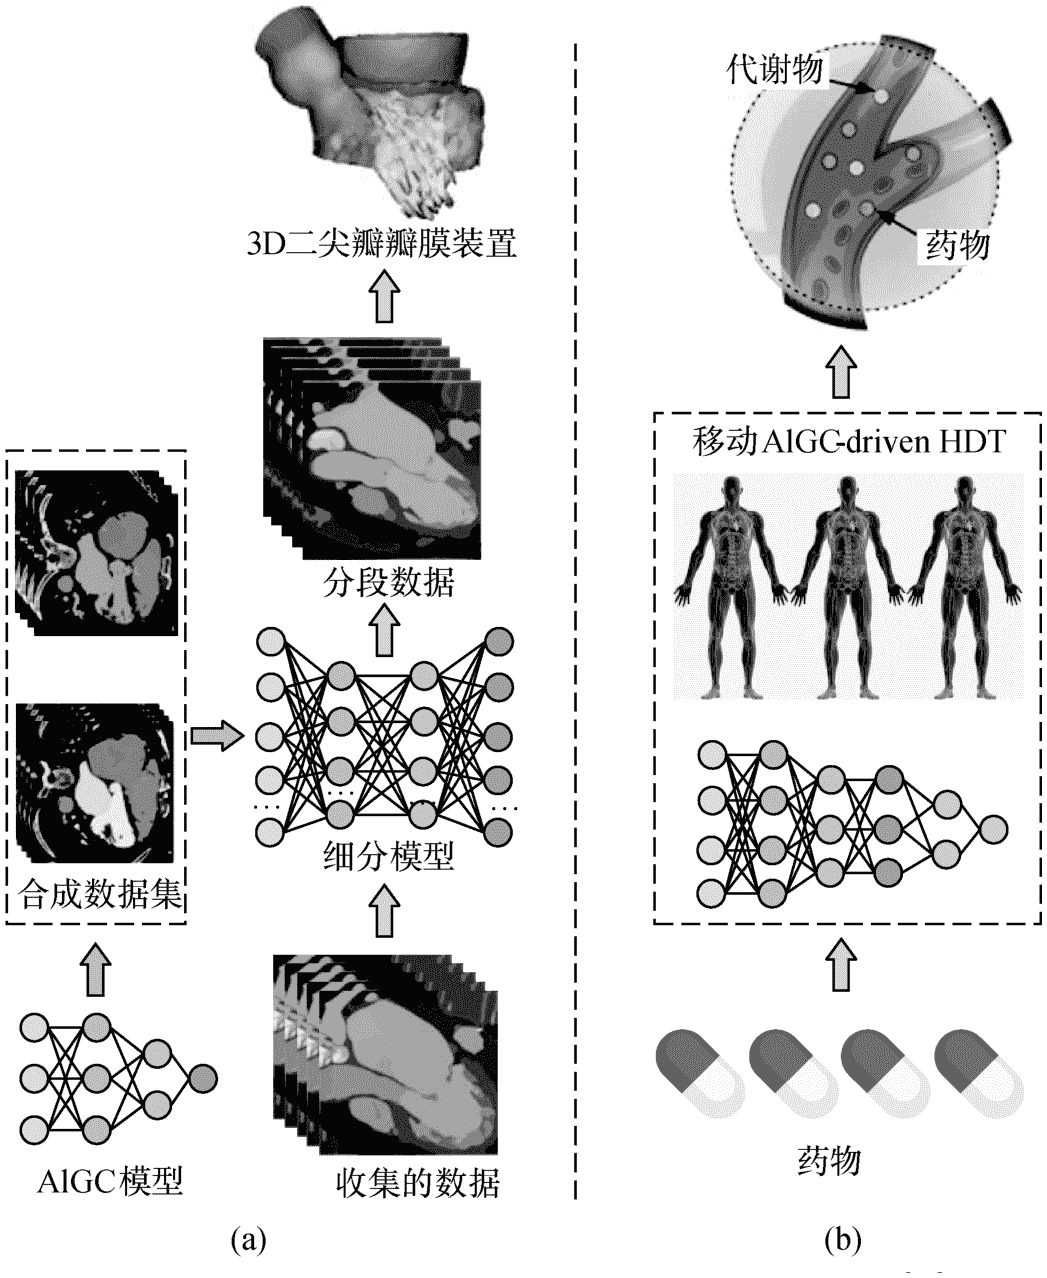 3D二尖瓣瓣膜装置
分段数据
合成数据集
细分模型
AlGC模型
收集的数据
(a)
代谢物
药物
移动AlGC-driven HDT
药物
(b)